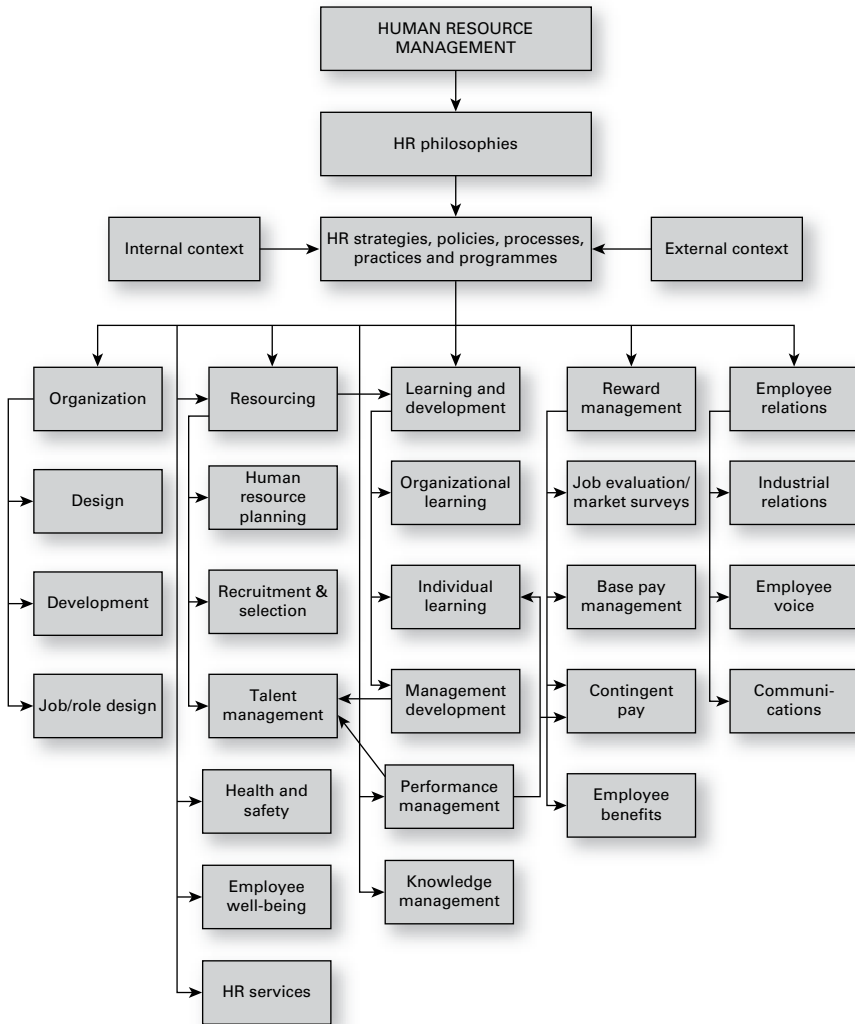 HUMAN RESOURCE
MANAGEMENT
HR philosophies
Internal context
HR strategies, policies, processes,
practices and programmes
External context
Organization
Resourcing
Learning and
development
Reward
management
Employee
relations
Design
Human
resource
planning
Organizational
learning
Job evaluation/
market surveys
Industrial
relations
Development
Recruitment &
selection
Individual
learning
Base pay
management
Employee
voice
Job/role design
Talent
management
Management
development
Contingent
pay
Communi-
cations
Health and
safety
Performance
management
Employee
benefits
Employee
well-being
Knowledge
management
HR services